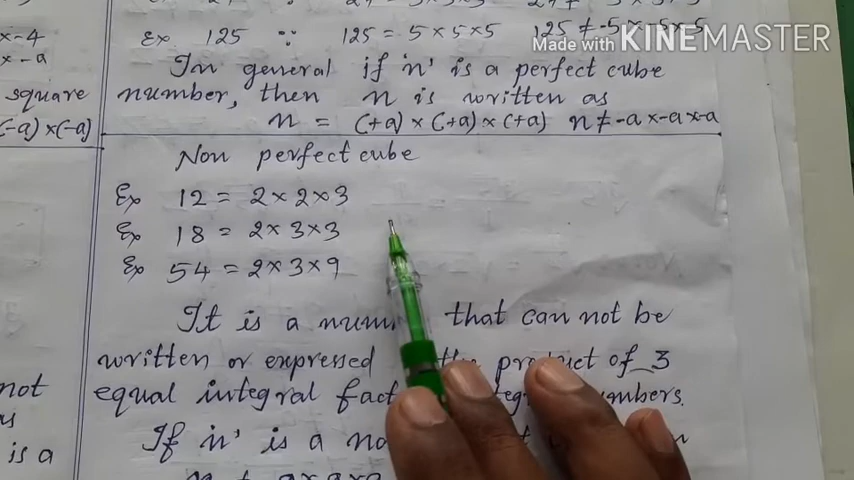 x-4
x-a
square
(-a)×(-a)
Ex 125 ∵ 125 = 5×5×5 125 ≠ -5×-5×-5
In general if 'n' is a perfect cube
number, then n is written as
n = (+a)×(+a)×(+a) n≠-a×-a×-a
Non perfect cube
Ex 12 = 2×2×3
Ex 18 = 2×3×3
Ex 54 = 2×3×9
It is a that can not be
written or expressed product of 3
equal integral
If 'n' is a
not
is a
Made with KINEMASTER